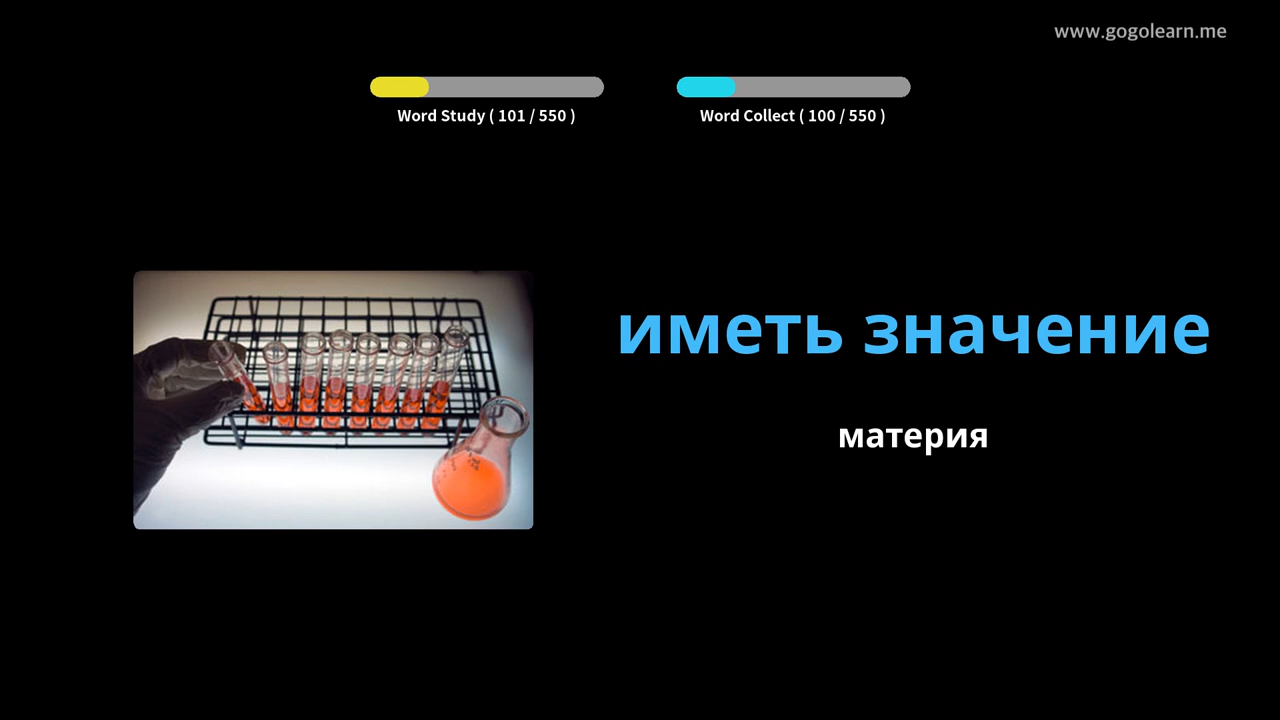 www.gogolearn.me
Word Study ( 101 / 550 )
Word Collect ( 100 / 550 )
иметь значение
материя